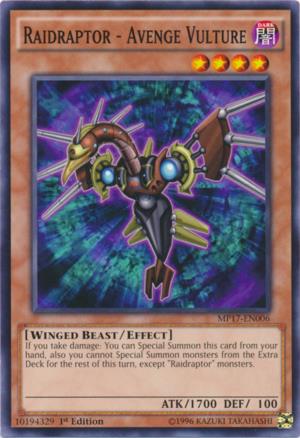 Raidraptor - Avenge Vulture
DARK
闇
MP17-EN006
[WINGED BEAST/EFFECT]
If you take damage: You can Special Summon this card from your
hand, also you cannot Special Summon monsters from the Extra
Deck for the rest of this turn, except "Raidraptor" monsters.
ATK/1700 DEF/ 100
10194329 1st Edition ©1996 KAZUKI TAKAHASHI